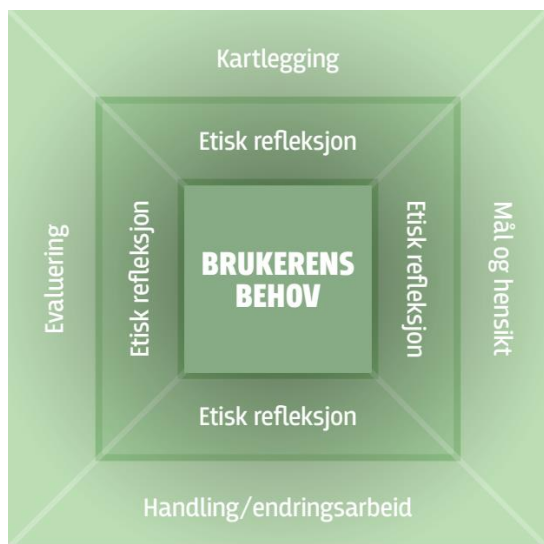 Kartlegging
Etisk refleksjon
Evaluering
Etisk refleksjon
BRUKERENS
BEHOV
Etisk refleksjon
Mål og hensikt
Etisk refleksjon
Handling/endringsarbeid